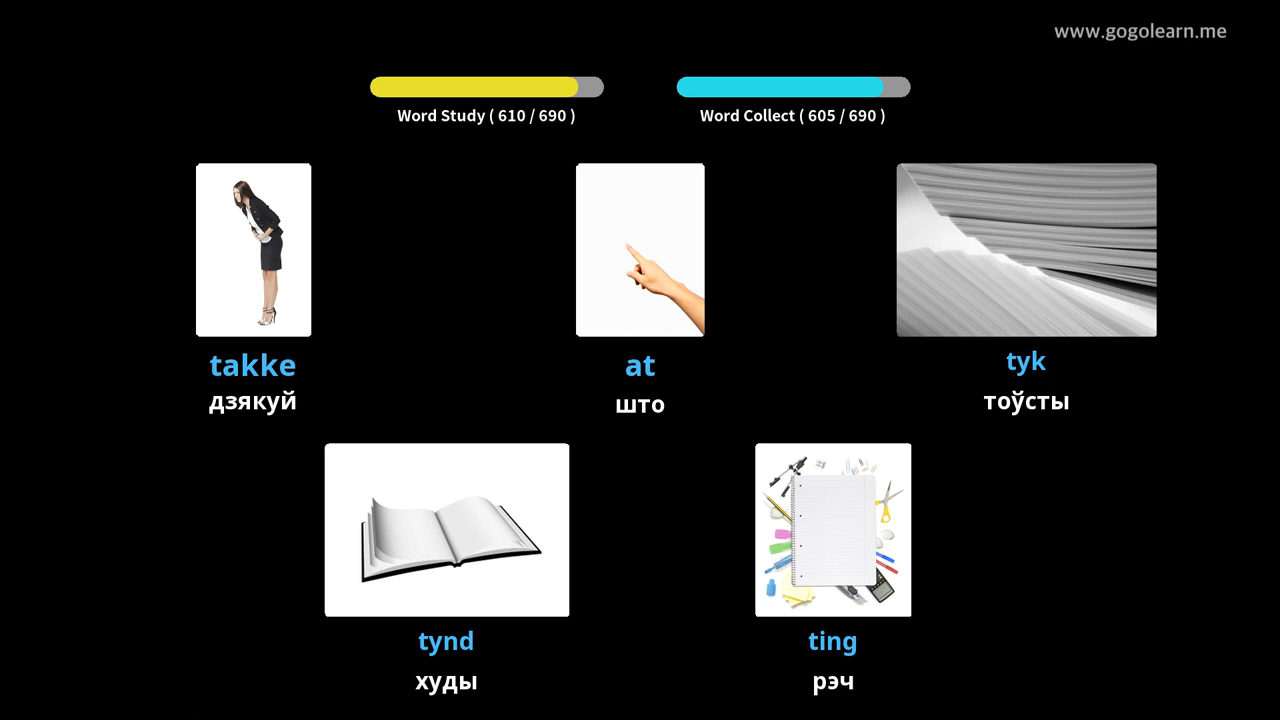 www.gogolearn.me
Word Study ( 610 / 690 )
Word Collect ( 605 / 690 )
takke
дзякуй
at
што
tyk
тоўсты
tynd
худы
ting
рэч